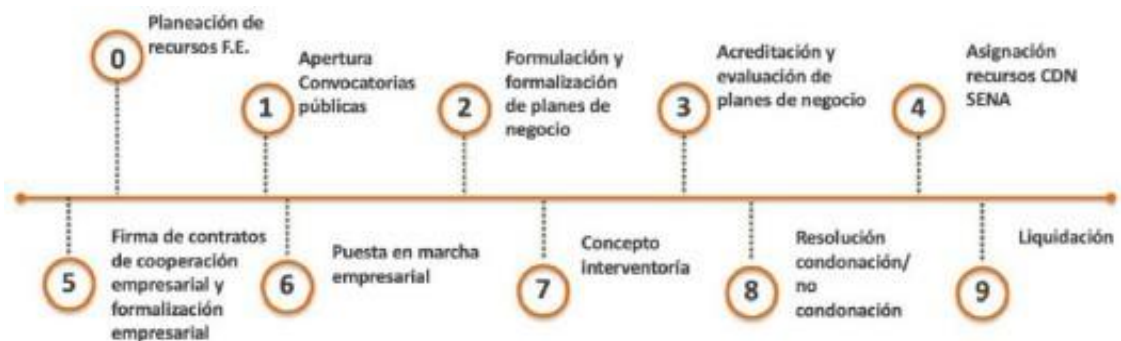 0
Planeación de
recursos F.E.
1
Apertura
Convocatorias
públicas
2
Formulación y
formalización
de planes de
negocio
3
Acreditación y
evaluación de
planes de negocio
4
Asignación
recursos CDN
SENA
5
Firma de contratos
de cooperación
empresarial y
formalización
empresarial
6
Puesta en marcha
empresarial
7
Concepto
interventoría
8
Resolución
condonación/
no
condonación
9
Liquidación